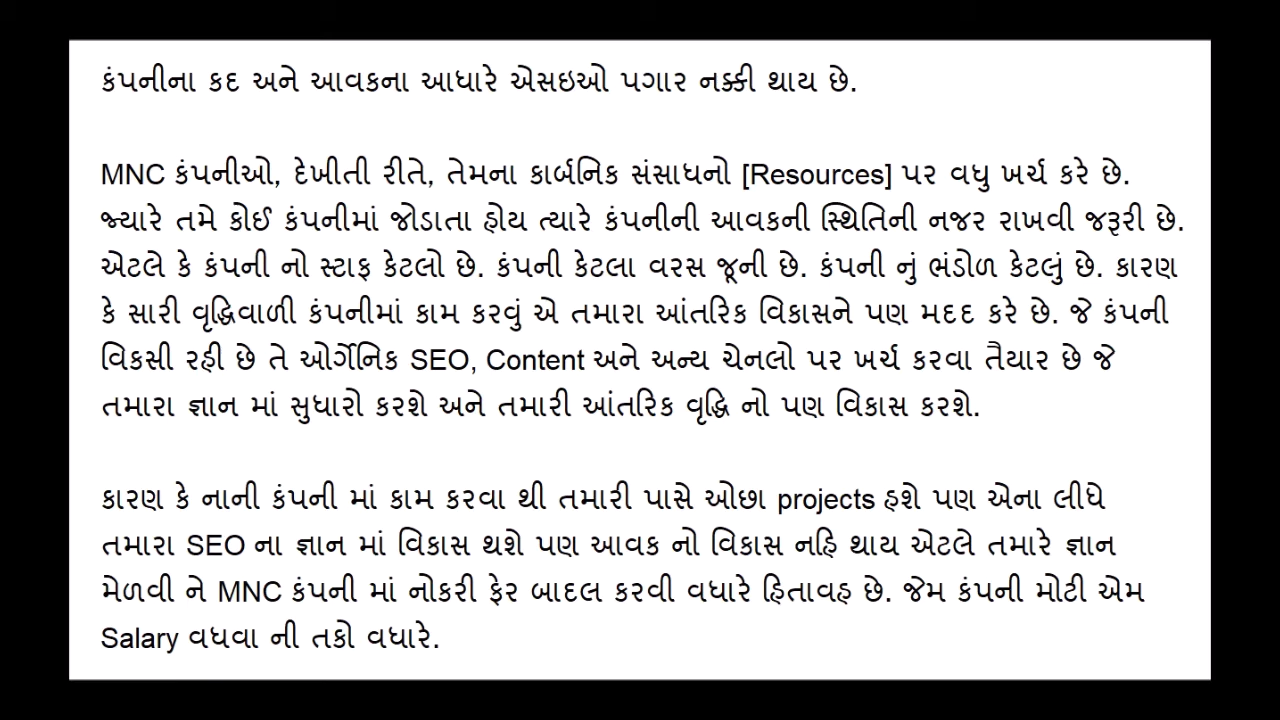 કંપનીના કદ અને આવકના આધારે એસઇઓ પગાર નક્કી થાય છે.
MNC કંપનીઓ, દેખીતી રીતે, તેમના કાર્બનિક સંસાધનો [Resources] પર વધુ ખર્ચ કરે છે.
જ્યારે તમે કોઈ કંપનીમાં જોડાતા હોય ત્યારે કંપનીની આવકની સ્થિતિની નજર રાખવી જરૂરી છે.
એટલે કે કંપની નો સ્ટાફ કેટલો છે. કંપની કેટલા વરસ જૂની છે. કંપની નું ભંડોળ કેટલું છે. કારણ
કે સારી વૃદ્ધિવાળી કંપનીમાં કામ કરવું એ તમારા આંતરિક વિકાસને પણ મદદ કરે છે. જે કંપની
વિકસી રહી છે તે ઓર્ગેનિક SEO, Content અને અન્ય ચેનલો પર ખર્ચ કરવા તૈયાર છે જે
તમારા જ્ઞાન માં સુધારો કરશે અને તમારી આંતરિક વૃદ્ધિ નો પણ વિકાસ કરશે.
કારણ કે નાની કંપની માં કામ કરવા થી તમારી પાસે ઓછા projects હશે પણ એના લીધે
તમારા SEO ના જ્ઞાન માં વિકાસ થશે પણ આવક નો વિકાસ નહિ થાય એટલે તમારે જ્ઞાન
મેળવી ને MNC કંપની માં નોકરી ફેર બાદલ કરવી વધારે હિતાવહ છે. જેમ કંપની મોટી એમ
Salary વધવા ની તકો વધારે.